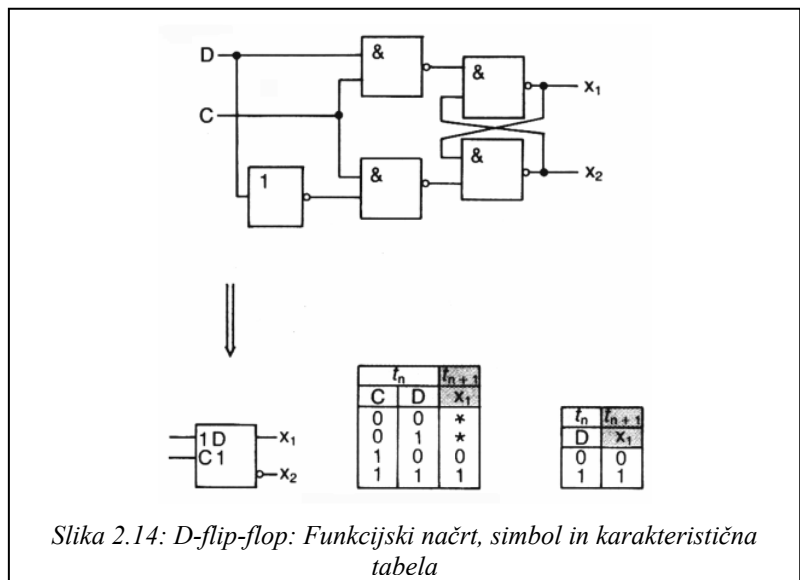 D
&
&
x1
C
&
x2
1
&
tn tn+1
C D x1
0 0 *
0 1 *
1 0 0
1 1 1
1D x1
C1
x2
tn tn+1
D x1
0 0
1 1
Slika 2.14: D-flip-flop: Funkcijski načrt, simbol in karakteristična
tabela